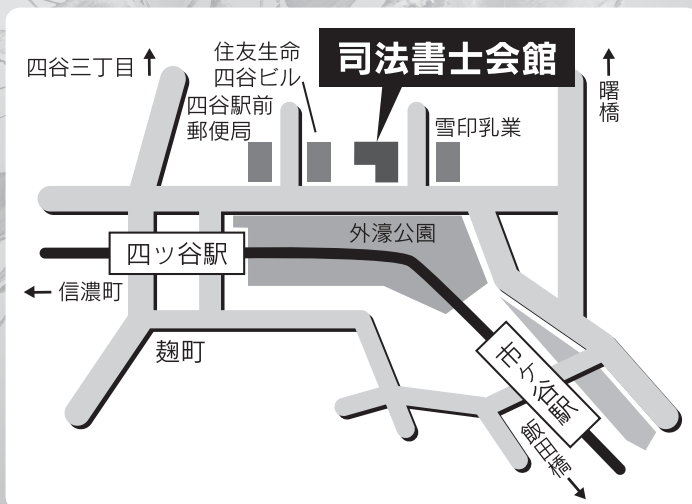 司法書士会館
四谷三丁目
住友生命
四谷ビル
四谷駅前
郵便局
雪印乳業
曙橋
外濠公園
四ッ谷駅
信濃町
麹町
市ヶ谷駅
飯田橋